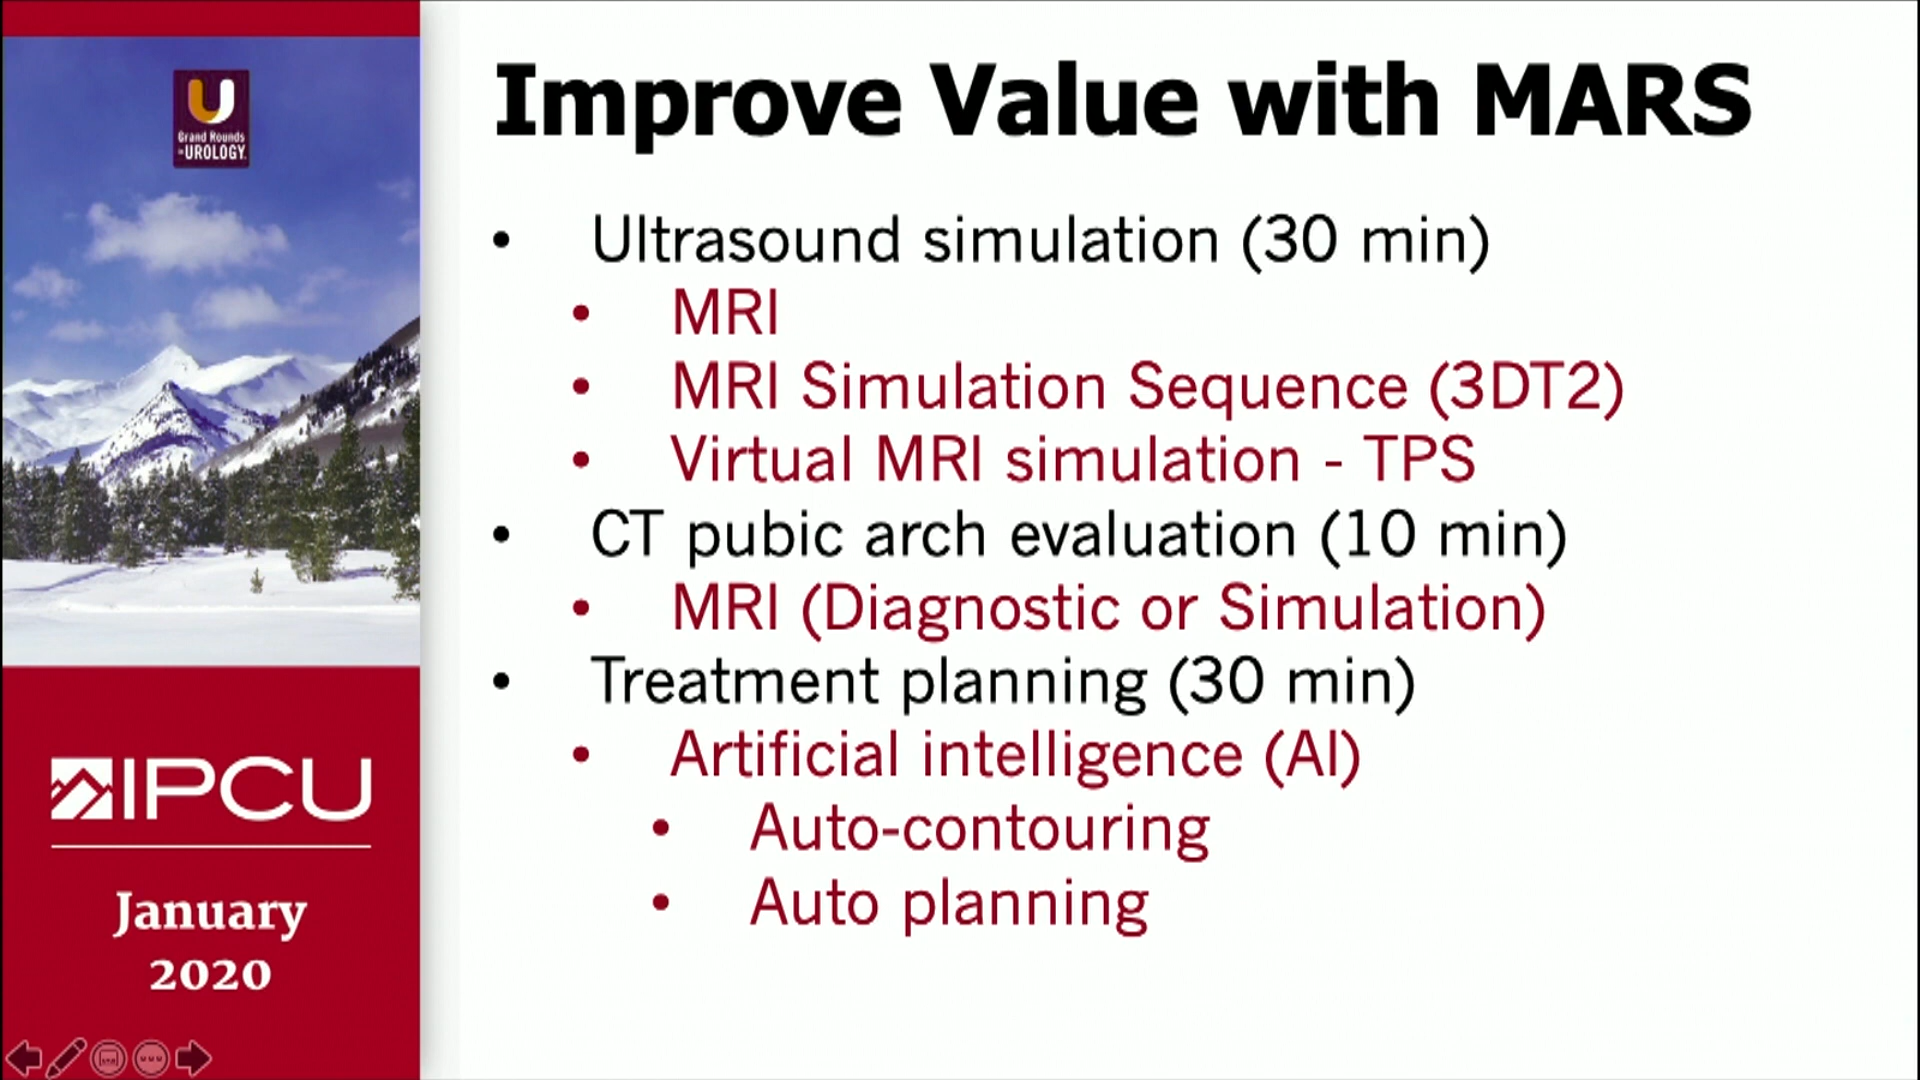 Grand Rounds
in UROLOGY
IPCU
January
2020
Improve Value with MARS
• Ultrasound simulation (30 min)
• MRI
• MRI Simulation Sequence (3DT2)
• Virtual MRI simulation - TPS
• CT pubic arch evaluation (10 min)
• MRI (Diagnostic or Simulation)
• Treatment planning (30 min)
• Artificial intelligence (AI)
• Auto-contouring
• Auto planning